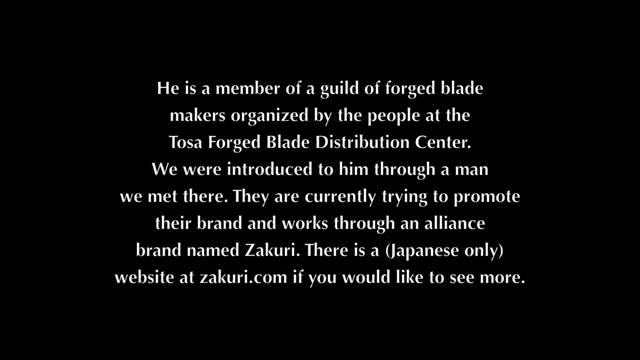 He is a member of a guild of forged blade
makers organized by the people at the
Tosa Forged Blade Distribution Center.
We were introduced to him through a man
we met there. They are currently trying to promote
their brand and works through an alliance
brand named Zakuri. There is a (Japanese only)
website at zakuri.com if you would like to see more.